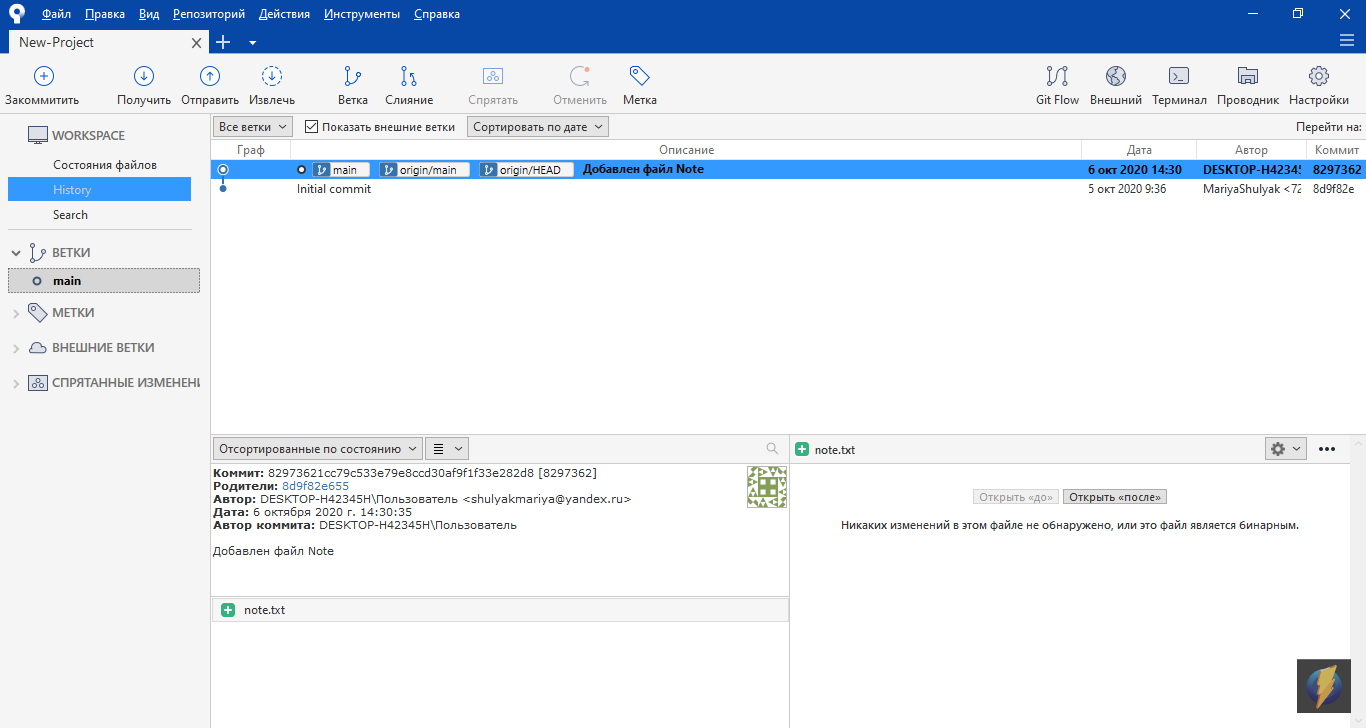 Файл Правка Вид Репозиторий Действия Инструменты Справка
New-Project
Закоммитить Получить Отправить Извлечь Ветка Слияние Спрятать Отменить Метка Git Flow Внешний Терминал Проводник Настройки
WORKSPACE
Состояния файлов
History
Search
ВЕТКИ
main
МЕТКИ
ВНЕШНИЕ ВЕТКИ
СПРЯТАННЫЕ ИЗМЕНЕН
Все ветки Показать внешние ветки Сортировать по дате Перейти на:
Граф Описание Дата Автор Коммит
main origin/main origin/HEAD Добавлен файл Note 6 окт 2020 14:30 DESKTOP-H4234 8297362
Initial commit 5 окт 2020 9:36 MariyaShulyak <72 8d9f82e
Отсортированные по состоянию
Коммит: 82973621cc79c533e79e8ccd30af9f1f33e282d8 [8297362]
Родители: 8d9f82e655
Автор: DESKTOP-H42345H\Пользователь <shulyakmariya@yandex.ru>
Дата: 6 октября 2020 г. 14:30:35
Автор коммита: DESKTOP-H42345H\Пользователь
Добавлен файл Note
note.txt
note.txt
Открыть «до» Открыть «после»
Никаких изменений в этом файле не обнаружено, или это файл является бинарным.